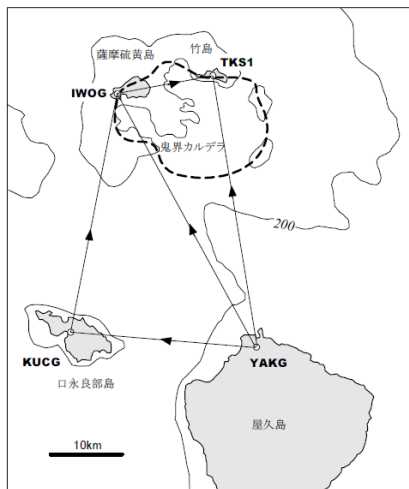 薩摩硫黄島
竹島
TKS1
IWOG
鬼界カルデラ
200
KUCG
YAKG
口永良部島
屋久島
10km